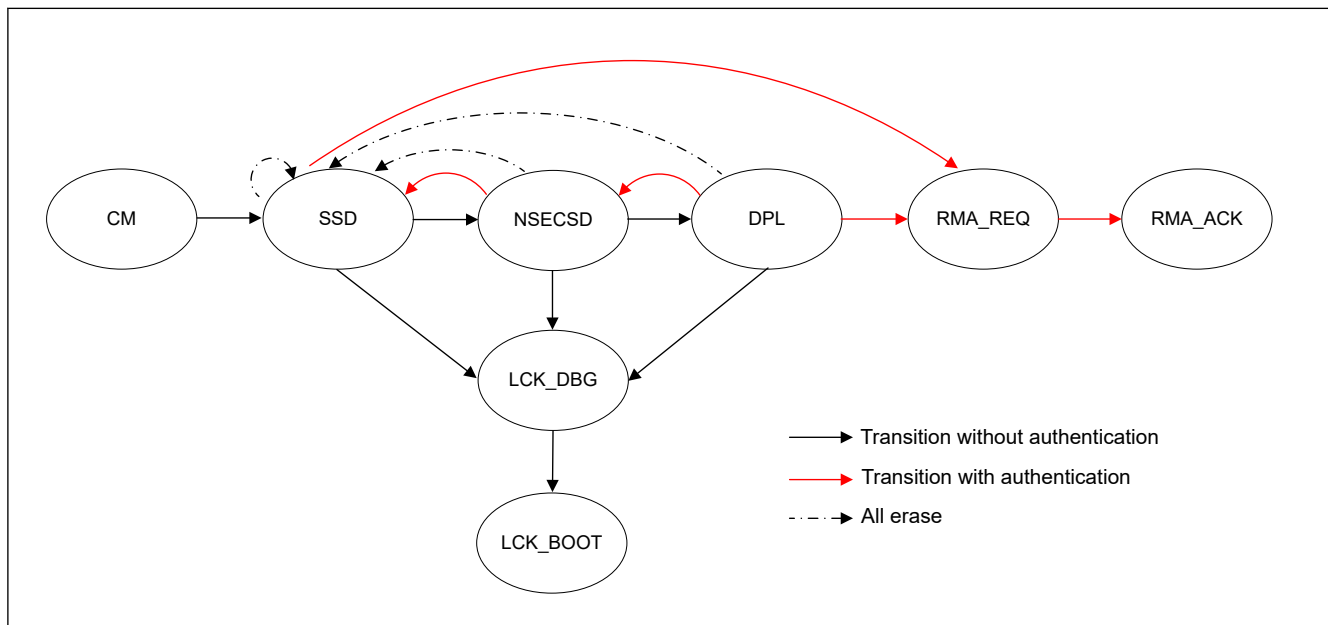 CM
SSD
NSECSD
DPL
RMA_REQ
RMA_ACK
LCK_DBG
LCK_BOOT
Transition without authentication
Transition with authentication
All erase